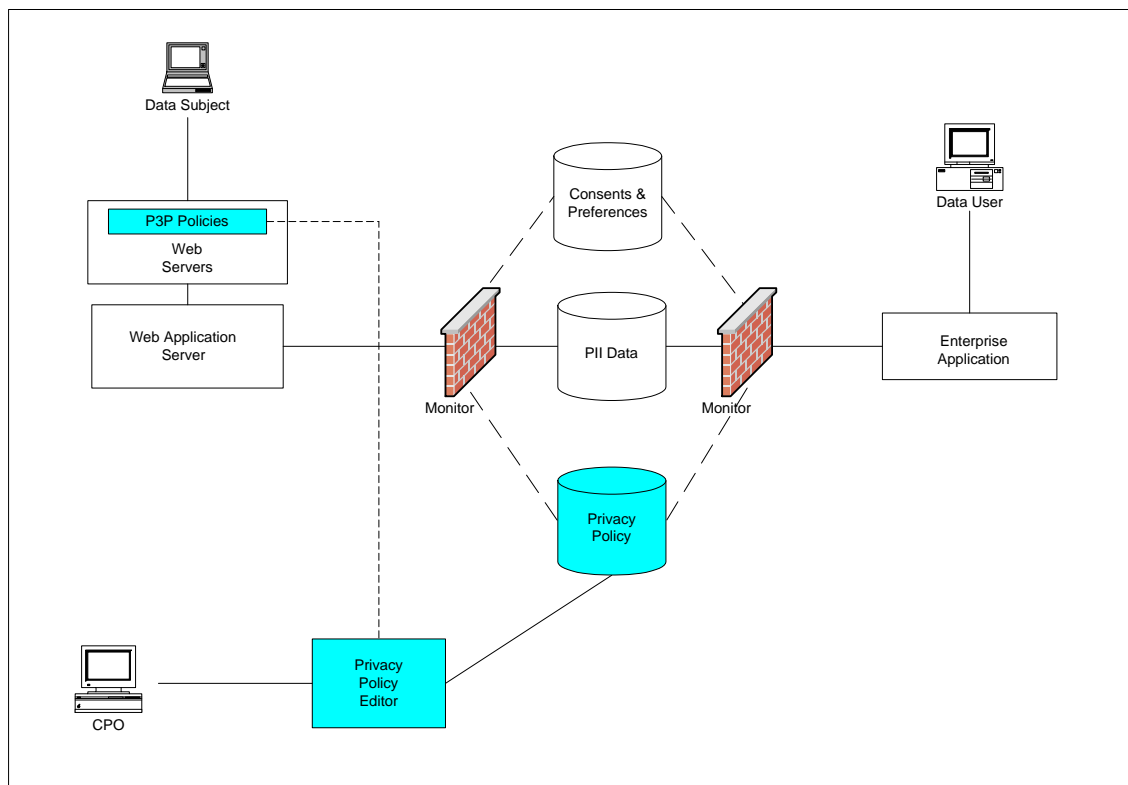 Data Subject
P3P Policies
Web
Servers
Web Application
Server
Consents &
Preferences
PII Data
Monitor
Monitor
Data User
Enterprise
Application
Privacy
Policy
Privacy
Policy
Editor
CPO